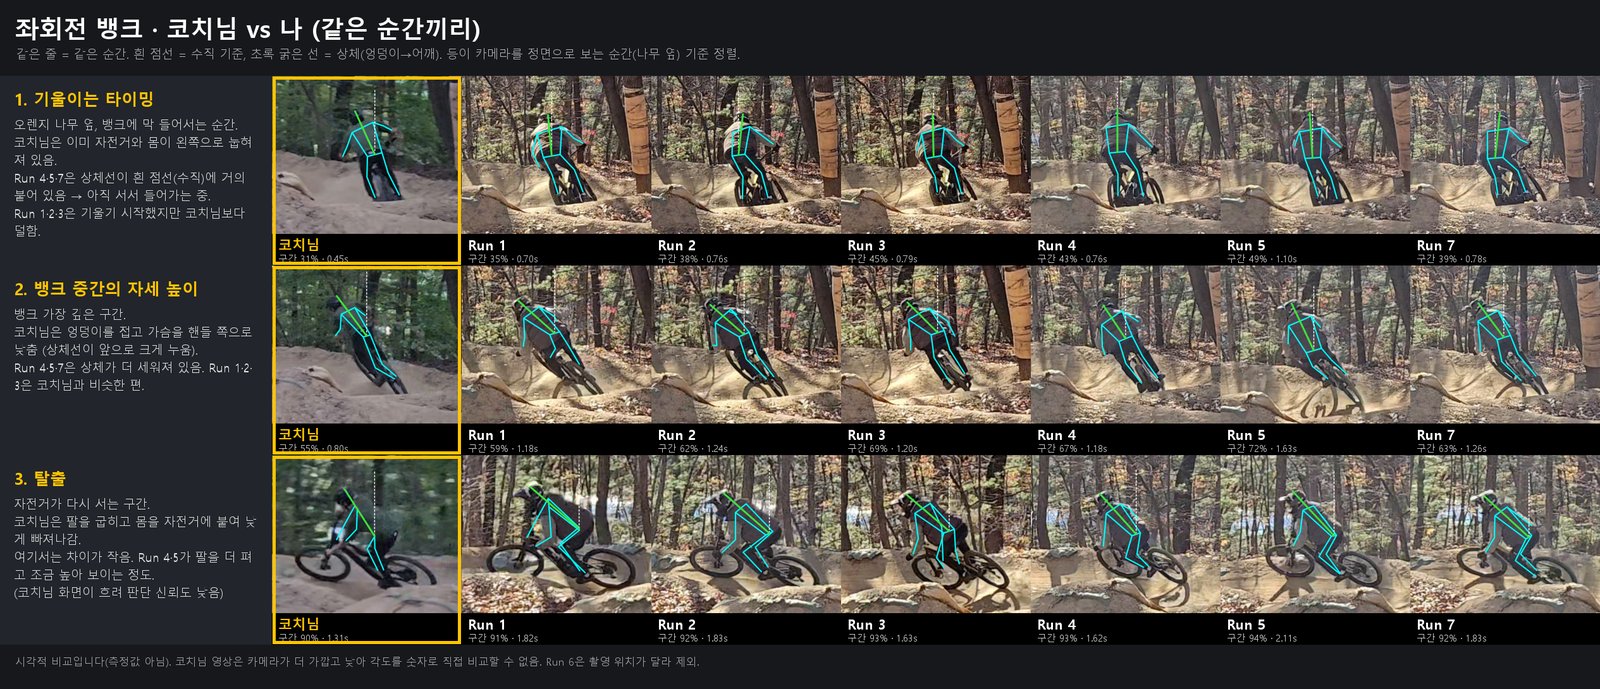 좌회전 뱅크 · 코치님 vs 나 (같은 순간끼리)
같은 줄 = 같은 순간. 흰 점선 = 수직 기준, 초록 굵은 선 = 상체(엉덩이→어깨). 등이 카메라를 정면으로 보는 순간(나무 옆) 기준 정렬.
1. 기울이는 타이밍
오렌지 나무 옆, 뱅크에 막 들어서는 순간.
코치님은 이미 자전거와 몸이 왼쪽으로 눕혀
져 있음.
Run 4·5·7은 상체선이 흰 점선(수직)에 거의
붙어 있음 → 아직 서서 들어가는 중.
Run 1·2·3은 기울기 시작했지만 코치님보다
덜함.
코치님
구간 31% · 0.45s
Run 1
구간 35% · 0.70s
Run 2
구간 38% · 0.76s
Run 3
구간 45% · 0.79s
Run 4
구간 43% · 0.76s
Run 5
구간 49% · 1.10s
Run 7
구간 39% · 0.78s
2. 뱅크 중간의 자세 높이
뱅크 가장 깊은 구간.
코치님은 엉덩이를 접고 가슴을 핸들 쪽으로
낮춤 (상체선이 앞으로 크게 누움).
Run 4·5·7은 상체가 더 세워져 있음. Run 1·2·
3은 코치님과 비슷한 편.
코치님
구간 55% · 0.80s
Run 1
구간 59% · 1.18s
Run 2
구간 62% · 1.24s
Run 3
구간 69% · 1.20s
Run 4
구간 67% · 1.18s
Run 5
구간 72% · 1.63s
Run 7
구간 63% · 1.26s
3. 탈출
자전거가 다시 서는 구간.
코치님은 팔을 굽히고 몸을 자전거에 붙여 낮
게 빠져나감.
여기서는 차이가 작음. Run 4·5가 팔을 더 펴
고 조금 높아 보이는 정도.
(코치님 화면이 흐려 판단 신뢰도 낮음)
코치님
구간 90% · 1.31s
Run 1
구간 91% · 1.82s
Run 2
구간 92% · 1.83s
Run 3
구간 93% · 1.63s
Run 4
구간 93% · 1.62s
Run 5
구간 94% · 2.11s
Run 7
구간 92% · 1.83s
시각적 비교입니다(측정값 아님). 코치님 영상은 카메라가 더 가깝고 낮아 각도를 숫자로 직접 비교할 수 없음. Run 6은 촬영 위치가 달라 제외.